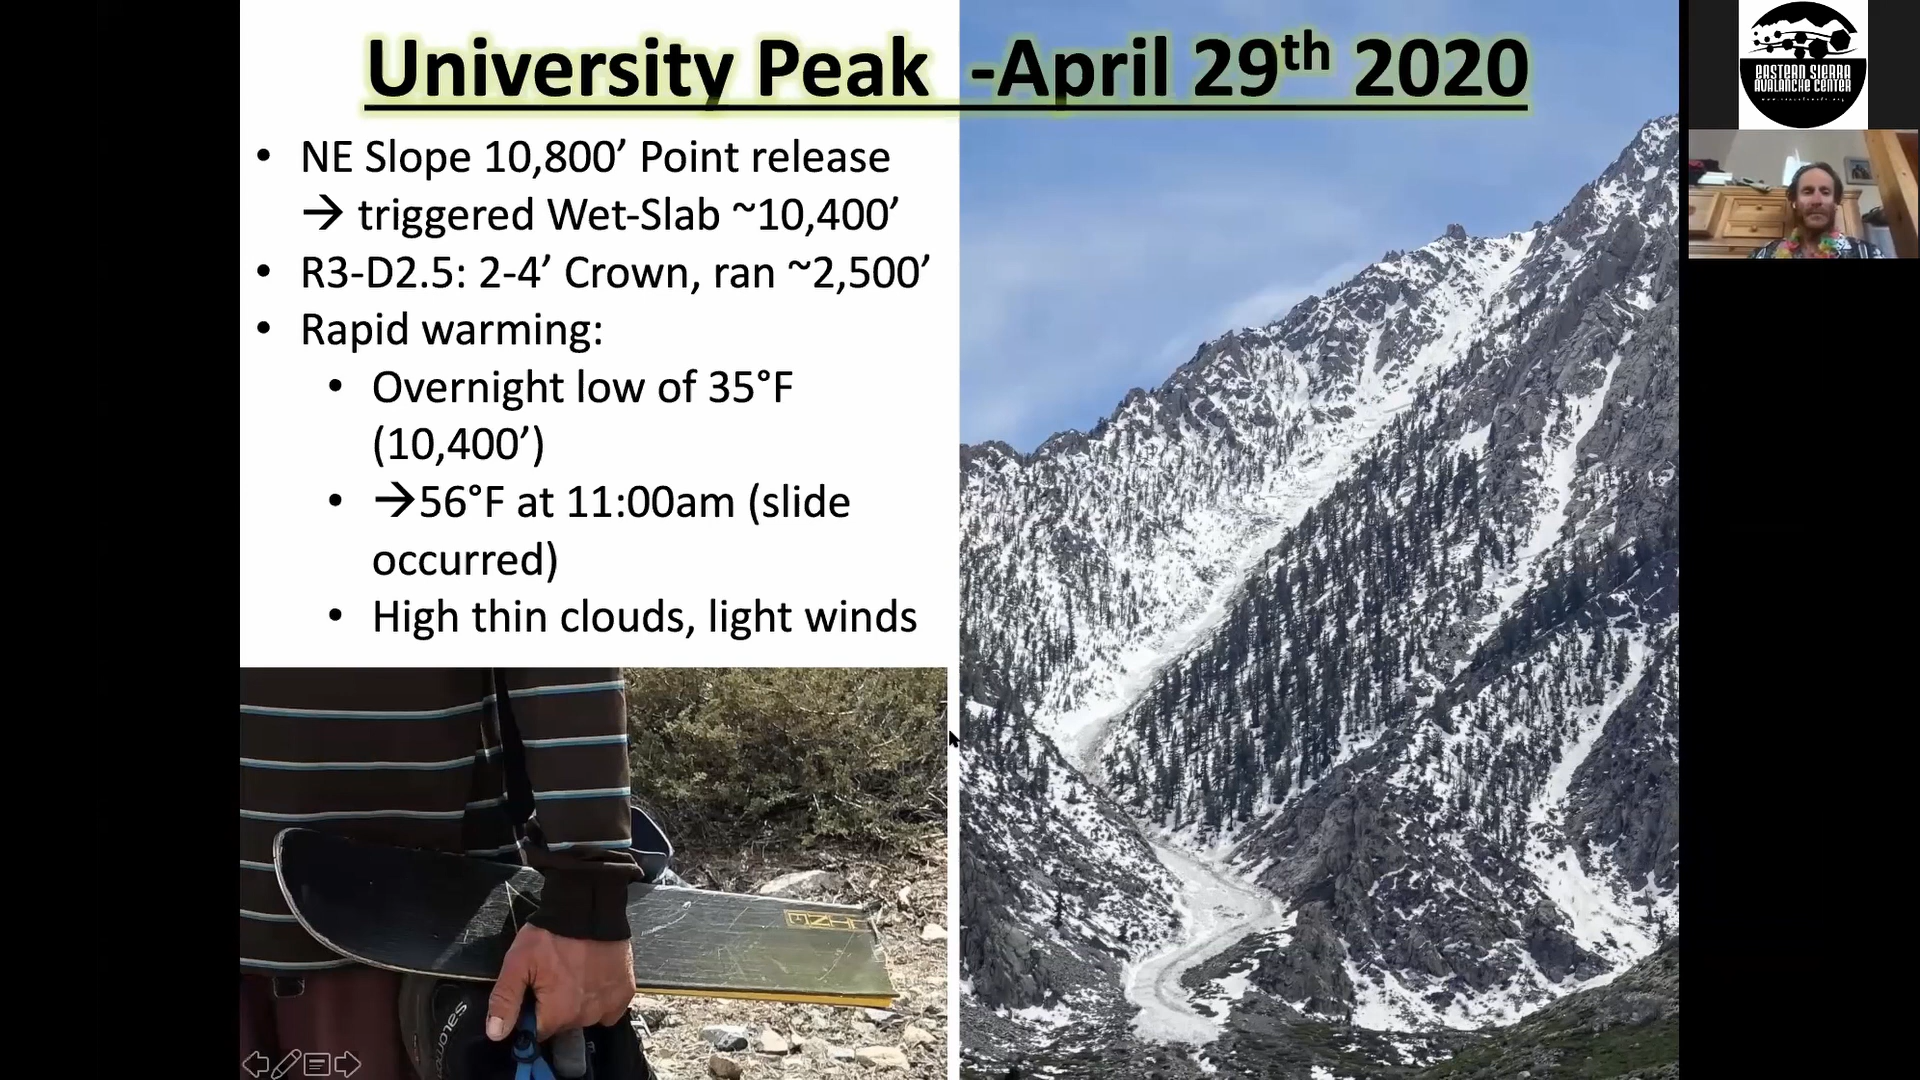 University Peak -April 29th 2020
• NE Slope 10,800’ Point release
→ triggered Wet-Slab ~10,400’
• R3-D2.5: 2-4’ Crown, ran ~2,500’
• Rapid warming:
• Overnight low of 35°F
(10,400’)
• →56°F at 11:00am (slide
occurred)
• High thin clouds, light winds
EASTERN SIERRA
AVALANCHE CENTER
salomon